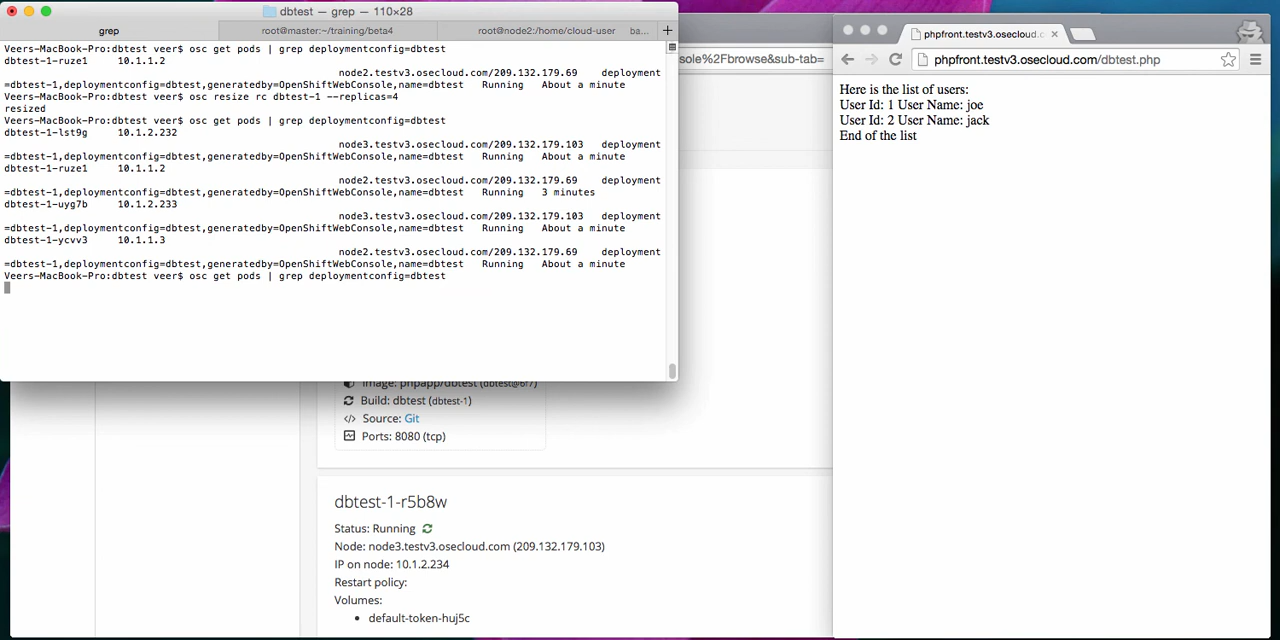 dbtest — grep — 110×28
grep
root@master:~/training/beta4
root@node2:/home/cloud-user
ba...
+
Veers-MacBook-Pro:dbtest veer$ osc get pods | grep deploymentconfig=dbtest
dbtest-1-ruze1 10.1.1.2
node2.testv3.osecloud.com/209.132.179.69 deployment
=dbtest-1,deploymentconfig=dbtest,generatedby=OpenShiftWebConsole,name=dbtest Running About a minute
Veers-MacBook-Pro:dbtest veer$ osc resize rc dbtest-1 --replicas=4
resized
Veers-MacBook-Pro:dbtest veer$ osc get pods | grep deploymentconfig=dbtest
dbtest-1-lst9g 10.1.2.232
node3.testv3.osecloud.com/209.132.179.103 deployment
=dbtest-1,deploymentconfig=dbtest,generatedby=OpenShiftWebConsole,name=dbtest Running About a minute
dbtest-1-ruze1 10.1.1.2
node2.testv3.osecloud.com/209.132.179.69 deployment
=dbtest-1,deploymentconfig=dbtest,generatedby=OpenShiftWebConsole,name=dbtest Running 3 minutes
dbtest-1-uyg7b 10.1.2.233
node3.testv3.osecloud.com/209.132.179.103 deployment
=dbtest-1,deploymentconfig=dbtest,generatedby=OpenShiftWebConsole,name=dbtest Running About a minute
dbtest-1-ycvv3 10.1.1.3
node2.testv3.osecloud.com/209.132.179.69 deployment
=dbtest-1,deploymentconfig=dbtest,generatedby=OpenShiftWebConsole,name=dbtest Running About a minute
Veers-MacBook-Pro:dbtest veer$ osc get pods | grep deploymentconfig=dbtest
sole%2Fbrowse&sub-tab=
Image: phpapp/dbtest (dbtest@6f7)
Build: dbtest (dbtest-1)
Source: Git
Ports: 8080 (tcp)
dbtest-1-r5b8w
Status: Running
Node: node3.testv3.osecloud.com (209.132.179.103)
IP on node: 10.1.2.234
Restart policy:
Volumes:
• default-token-huj5c
phpfront.testv3.osecloud.c
phpfront.testv3.osecloud.com/dbtest.php
Here is the list of users:
User Id: 1 User Name: joe
User Id: 2 User Name: jack
End of the list